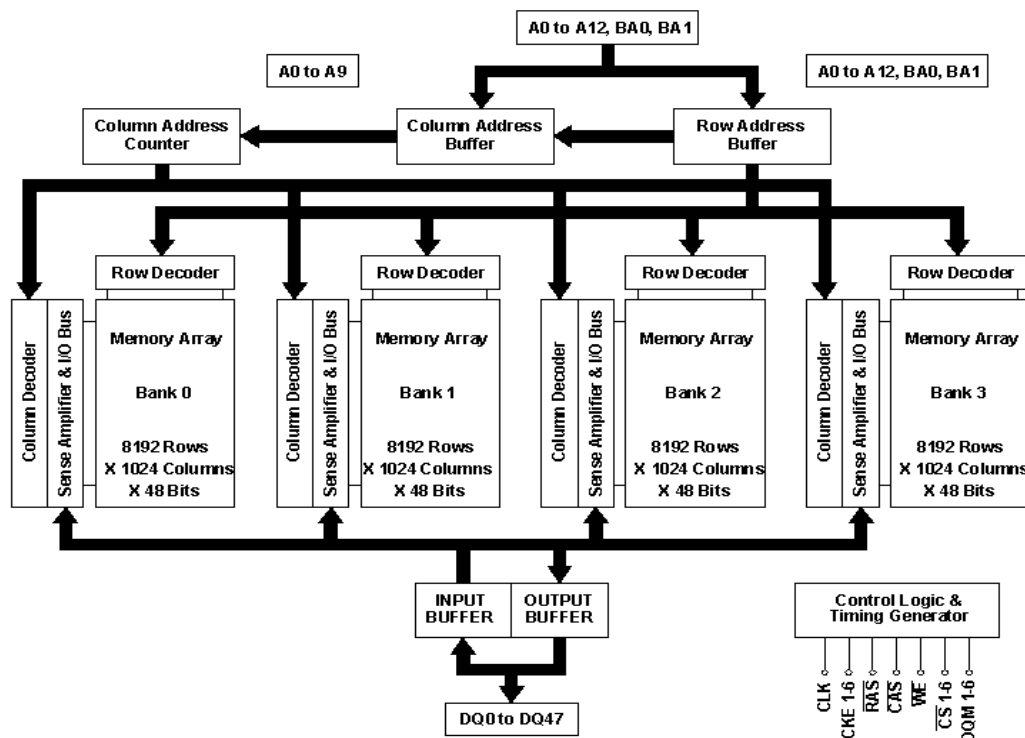 A0 to A12, BA0, BA1
A0 to A9
A0 to A12, BA0, BA1
Column Address
Counter
Column Address
Buffer
Row Address
Buffer
Row Decoder
Row Decoder
Row Decoder
Row Decoder
Column Decoder
Sense Amplifier & I/O Bus
Memory Array
Bank 0
8192 Rows
X 1024 Columns
X 48 Bits
Column Decoder
Sense Amplifier & I/O Bus
Memory Array
Bank 1
8192 Rows
X 1024 Columns
X 48 Bits
Column Decoder
Sense Amplifier & I/O Bus
Memory Array
Bank 2
8192 Rows
X 1024 Columns
X 48 Bits
Column Decoder
Sense Amplifier & I/O Bus
Memory Array
Bank 3
8192 Rows
X 1024 Columns
X 48 Bits
INPUT
BUFFER
OUTPUT
BUFFER
DQ0 to DQ47
Control Logic &
Timing Generator
CLK
CKE 1-6
R̅A̅S̅
C̅A̅S̅
W̅E̅
C̅S̅ 1-6
DQM 1-6